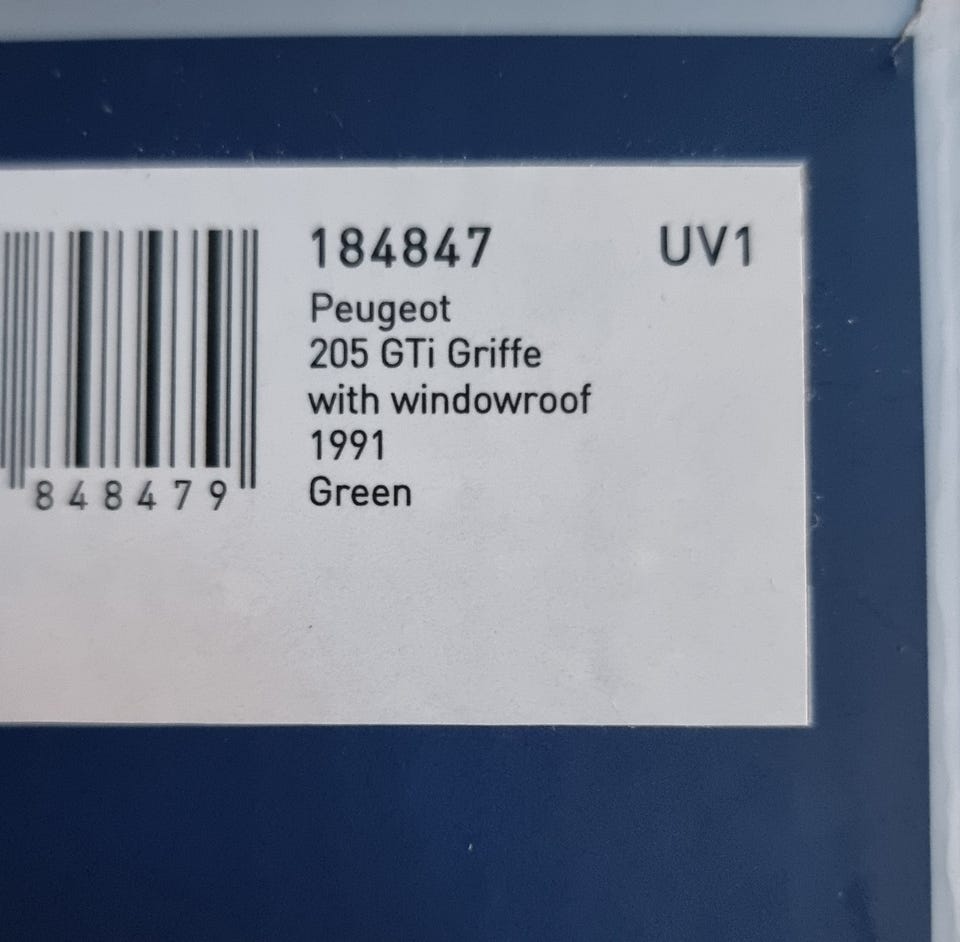 184847 UV1
Peugeot
205 GTi Griffe
with windowroof
1991
Green
848479